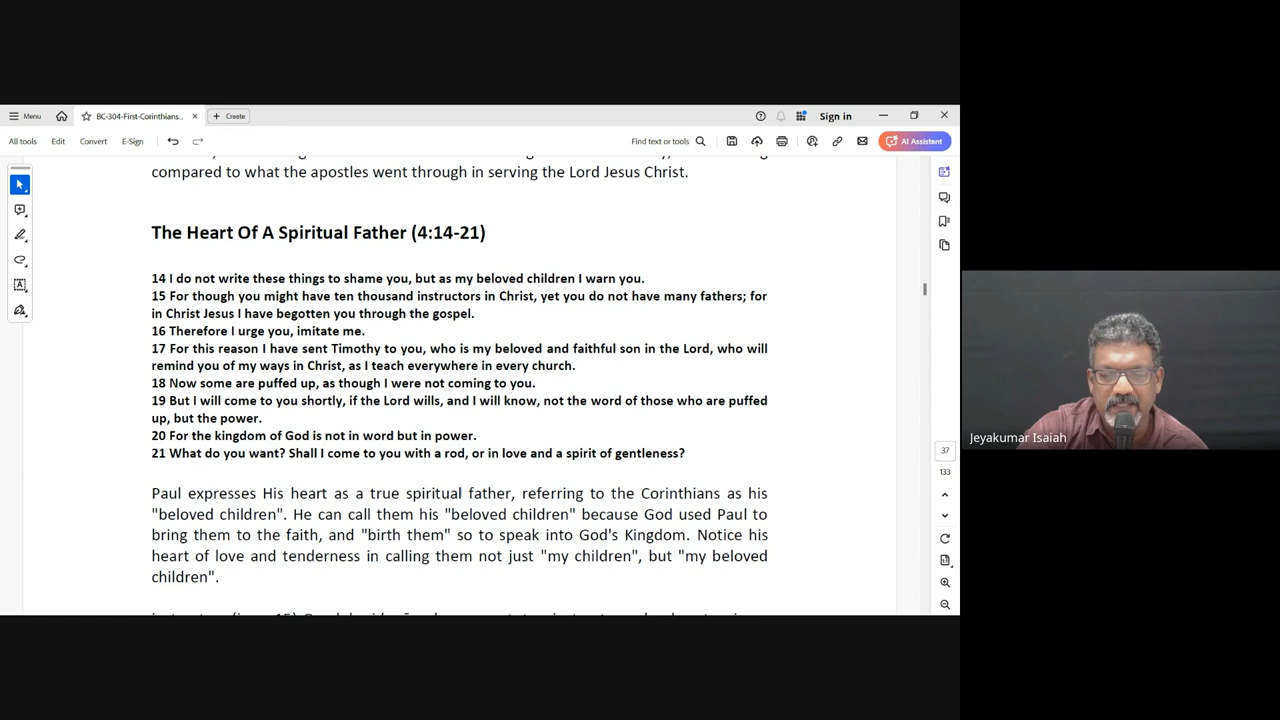 Menu
BC-304-First-Corinthians...
Create
Sign in
All tools
Edit
Convert
E-Sign
Find text or tools
AI Assistant
compared to what the apostles went through in serving the Lord Jesus Christ.
The Heart Of A Spiritual Father (4:14-21)
14 I do not write these things to shame you, but as my beloved children I warn you.
15 For though you might have ten thousand instructors in Christ, yet you do not have many fathers; for
in Christ Jesus I have begotten you through the gospel.
16 Therefore I urge you, imitate me.
17 For this reason I have sent Timothy to you, who is my beloved and faithful son in the Lord, who will
remind you of my ways in Christ, as I teach everywhere in every church.
18 Now some are puffed up, as though I were not coming to you.
19 But I will come to you shortly, if the Lord wills, and I will know, not the word of those who are puffed
up, but the power.
20 For the kingdom of God is not in word but in power.
21 What do you want? Shall I come to you with a rod, or in love and a spirit of gentleness?
Paul expresses His heart as a true spiritual father, referring to the Corinthians as his
"beloved children". He can call them his "beloved children" because God used Paul to
bring them to the faith, and "birth them" so to speak into God's Kingdom. Notice his
heart of love and tenderness in calling them not just "my children", but "my beloved
children".
37
133
Jeyakumar Isaiah